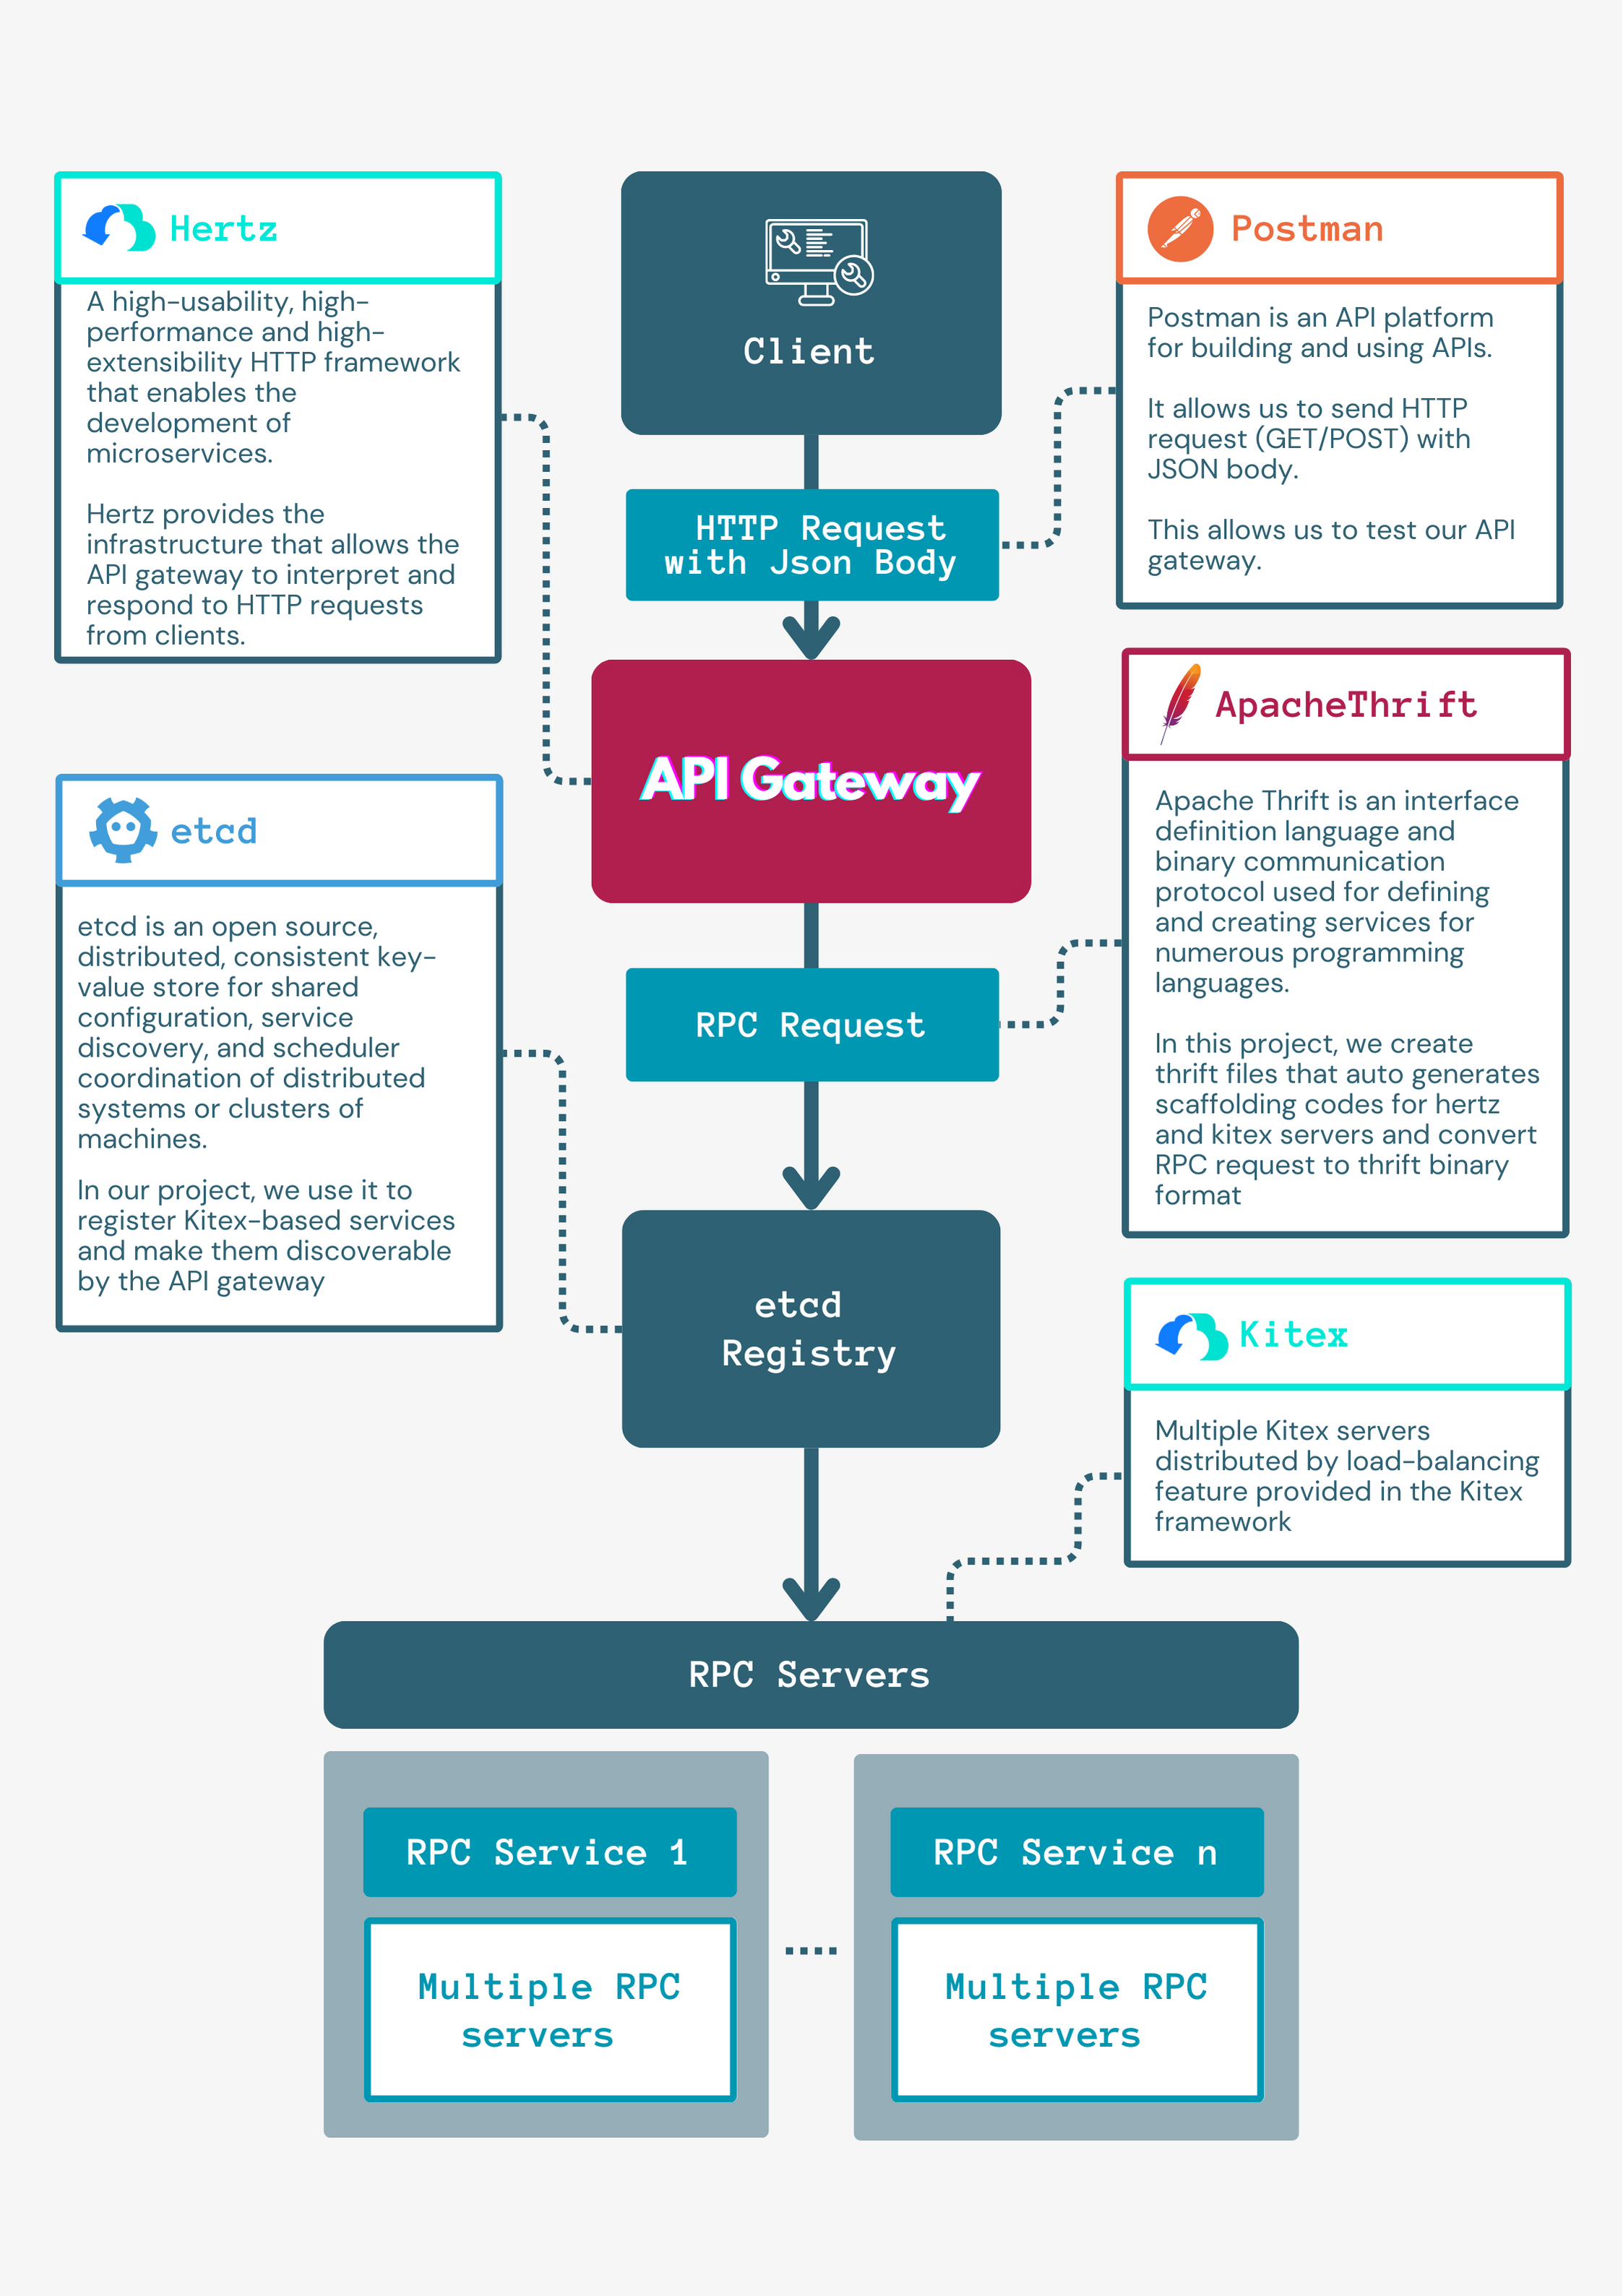 Hertz
A high-usability, high-
performance and high-
extensibility HTTP framework
that enables the
development of
microservices.
Hertz provides the
infrastructure that allows the
API gateway to interpret and
respond to HTTP requests
from clients.
Client
Postman
Postman is an API platform
for building and using APIs.
It allows us to send HTTP
request (GET/POST) with
JSON body.
This allows us to test our API
gateway.
HTTP Request
with Json Body
API Gateway
ApacheThrift
Apache Thrift is an interface
definition language and
binary communication
protocol used for defining
and creating services for
numerous programming
languages.
In this project, we create
thrift files that auto generates
scaffolding codes for hertz
and kitex servers and convert
RPC request to thrift binary
format
etcd
etcd is an open source,
distributed, consistent key-
value store for shared
configuration, service
discovery, and scheduler
coordination of distributed
systems or clusters of
machines.
In our project, we use it to
register Kitex-based services
and make them discoverable
by the API gateway
RPC Request
etcd
Registry
Kitex
Multiple Kitex servers
distributed by load-balancing
feature provided in the Kitex
framework
RPC Servers
RPC Service 1
Multiple RPC
servers
RPC Service n
Multiple RPC
servers